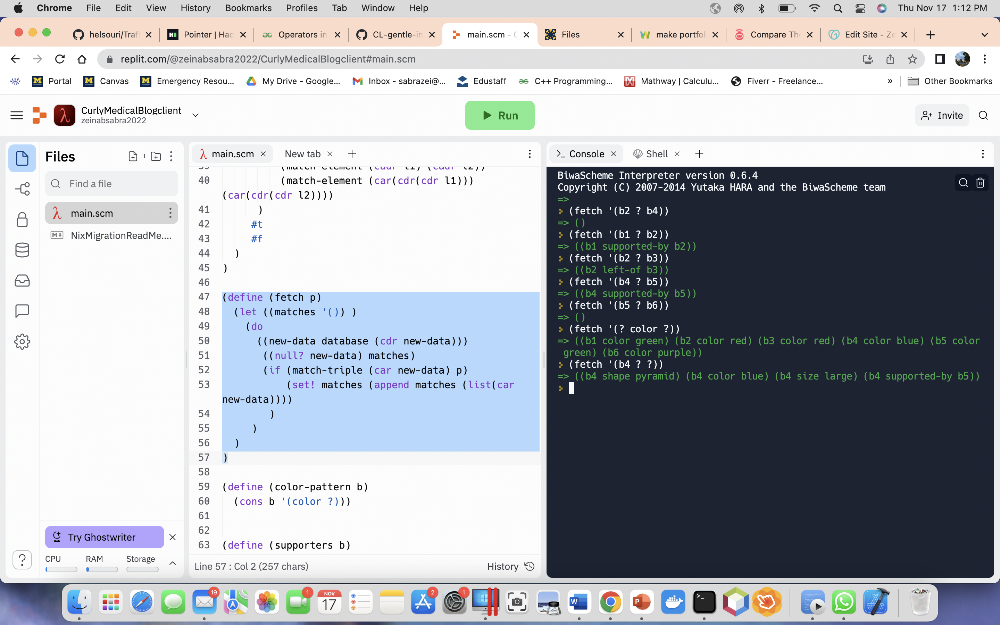 Chrome File Edit View History Bookmarks Profiles Tab Window Help Thu Nov 17 1:12 PM
helsouri/Traf Pointer | Hac Operators in CL-gentle-in main.scm - C Files make portfol Compare The Edit Site - Ze
replit.com/@zeinabsabra2022/CurlyMedicalBlogclient#main.scm
Portal Canvas Emergency Resou... My Drive - Google... Inbox - sabrazei@... Edustaff C++ Programming... Mathway | Calculu... Fiverr - Freelance... » Other Bookmarks
CurlyMedicalBlogclient
zeinabsabra2022
Run
Invite
Files
Find a file
main.scm
NixMigrationReadMe....
Try Ghostwriter
CPU RAM Storage
main.scm New tab
39 (match-element (cadr l1) (cadr l2))
40 (match-element (car(cdr(cdr l1)))
(car(cdr(cdr l2))))
41 )
42 #t
43 #f
44 )
45 )
46
47 (define (fetch p)
48 (let ((matches '()) )
49 (do
50 ((new-data database (cdr new-data)))
51 ((null? new-data) matches)
52 (if (match-triple (car new-data) p)
53 (set! matches (append matches (list(car
new-data))))
54 )
55 )
56 )
57 )
58
59 (define (color-pattern b)
60 (cons b '(color ?)))
61
62
63 (define (supporters b)
Line 57 : Col 2 (257 chars)
History
Console Shell
BiwaScheme Interpreter version 0.6.4
Copyright (C) 2007-2014 Yutaka HARA and the BiwaScheme team
=>
(fetch '(b2 ? b4))
=> ()
(fetch '(b1 ? b2))
=> ((b1 supported-by b2))
(fetch '(b2 ? b3))
=> ((b2 left-of b3))
(fetch '(b4 ? b5))
=> ((b4 supported-by b5))
(fetch '(b5 ? b6))
=> ()
(fetch '(? color ?))
=> ((b1 color green) (b2 color red) (b3 color red) (b4 color blue) (b5 color
green) (b6 color purple))
(fetch '(b4 ? ?))
=> ((b4 shape pyramid) (b4 color blue) (b4 size large) (b4 supported-by b5))
19 1 NOV 17 2 1